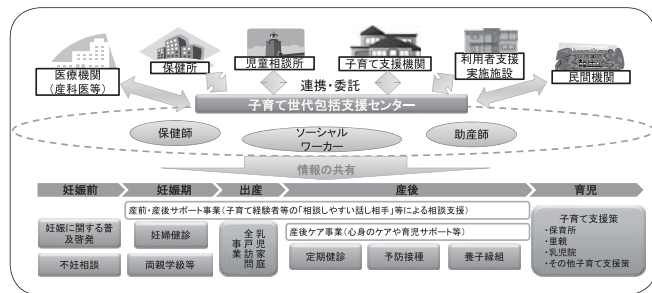 医療機関
(産科医等)
保健所
児童相談所
子育て支援機関
利用者支援
実施施設
民間機関
連携・委託
子育て世代包括支援センター
保健師
ソーシャル
ワーカー
助産師
情報の共有
妊娠前
妊娠期
出産
産後
育児
産前・産後サポート事業(子育て経験者等の「相談しやすい話し相手」等による相談支援)
妊娠に関する普
及啓発
妊婦健診
乳児家庭
全戸訪問
事業
産後ケア事業(心身のケアや育児サポート等)
子育て支援策
・保育所
・里親
・乳児院
・その他子育て支援策
不妊相談
両親学級等
定期健診
予防接種
養子縁組